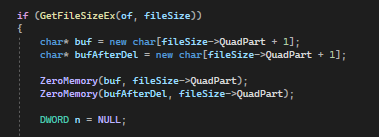 if (GetFileSizeEx(of, fileSize))
{
char* buf = new char[fileSize->QuadPart + 1];
char* bufAfterDel = new char[fileSize->QuadPart + 1];
ZeroMemory(buf, fileSize->QuadPart);
ZeroMemory(bufAfterDel, fileSize->QuadPart);
DWORD n = NULL;